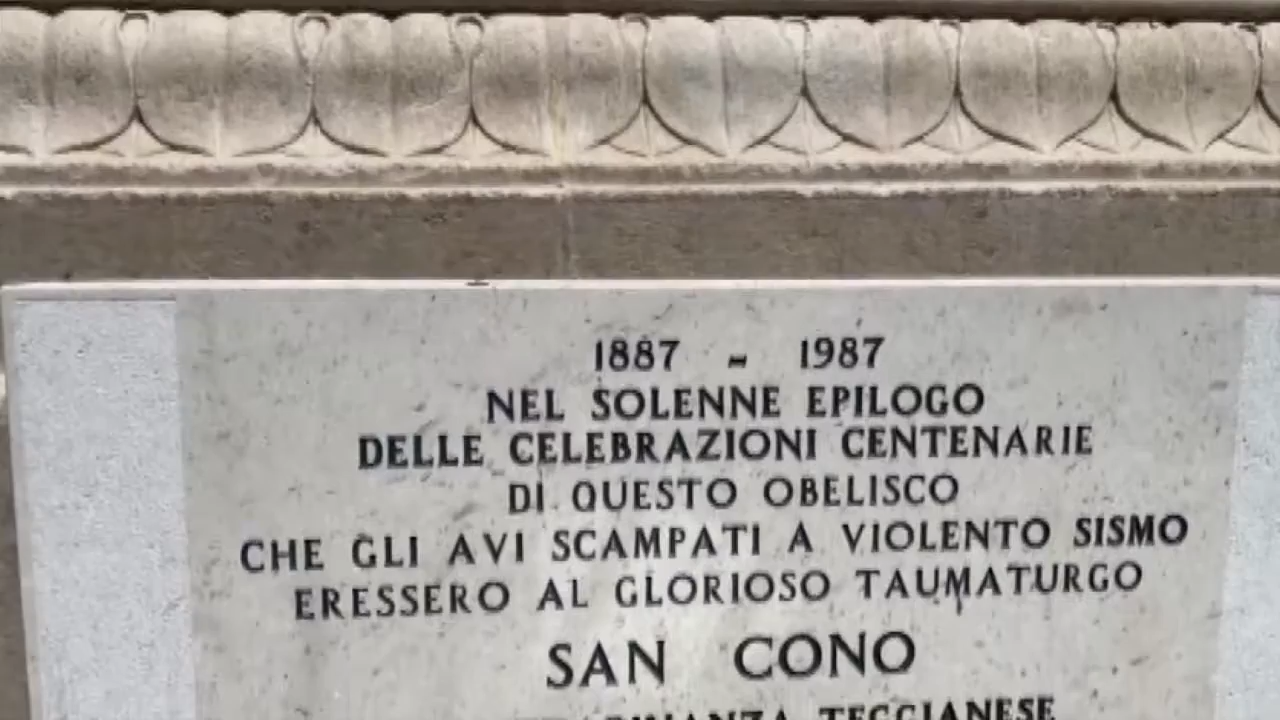 1887 - 1987
NEL SOLENNE EPILOGO
DELLE CELEBRAZIONI CENTENARIE
DI QUESTO OBELISCO
CHE GLI AVI SCAMPATI A VIOLENTO SISMO
ERESSERO AL GLORIOSO TAUMATURGO
SAN CONO
TEGGIANESE